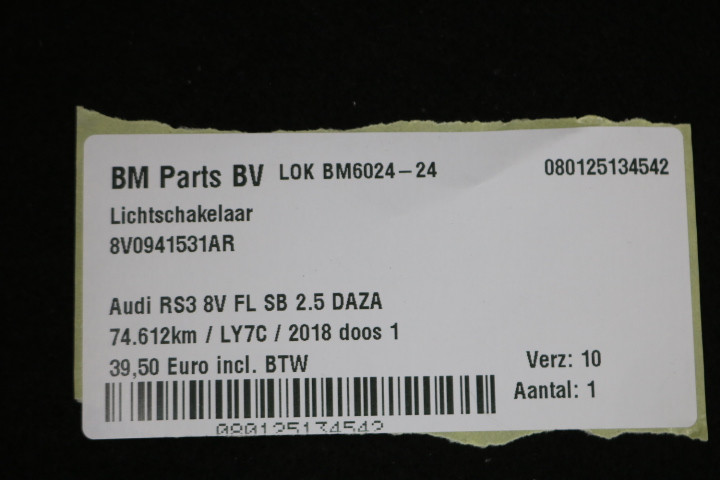 BM Parts BV LOK BM6024-24 080125134542
Lichtschakelaar
8V0941531AR
Audi RS3 8V FL SB 2.5 DAZA
74.612km / LY7C / 2018 doos 1
39,50 Euro incl. BTW Verz: 10
Aantal: 1
080125134542